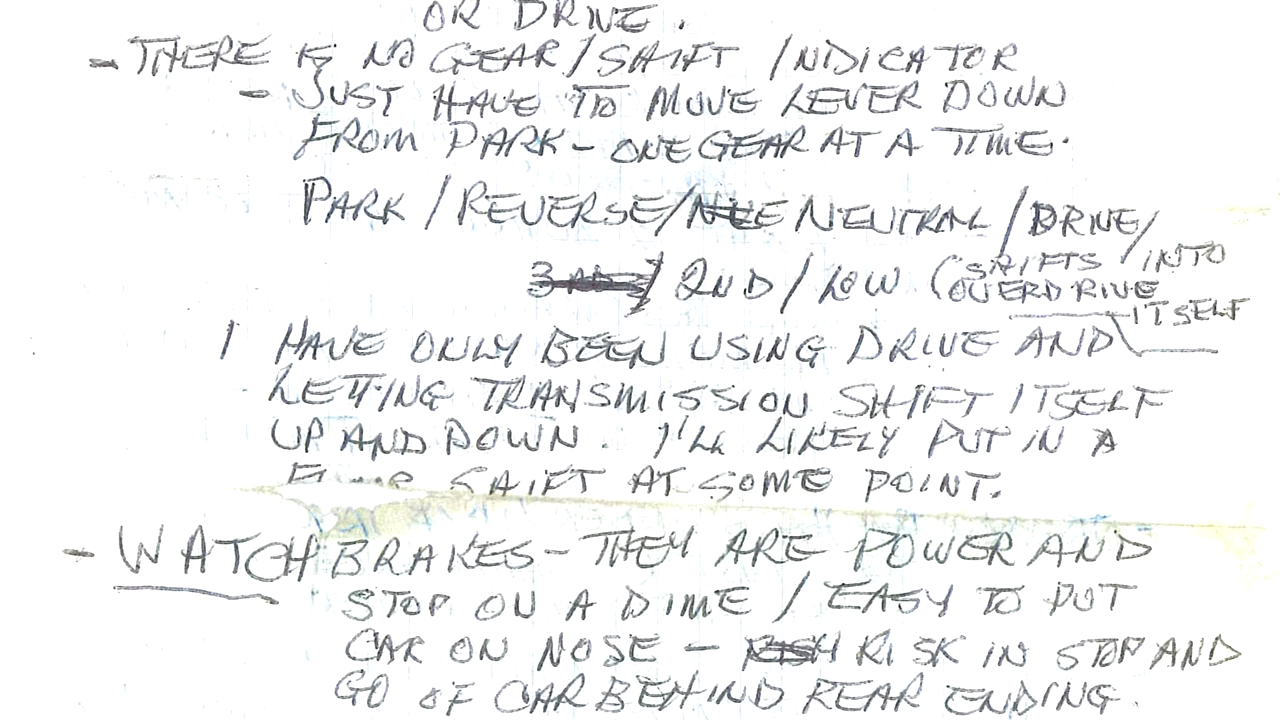 OR DRIVE.
- THERE IS NO GEAR/SHIFT INDICATOR
- JUST HAVE TO MOVE LEVER DOWN
FROM PARK - ONE GEAR AT A TIME.
PARK / REVERSE / NEUTRAL / DRIVE/
/ 2ND / LOW (SHIFTS INTO
OVERDRIVE
ITSELF
I HAVE ONLY BEEN USING DRIVE AND
LETTING TRANSMISSION SHIFT ITSELF
UP AND DOWN. I'LL LIKELY PUT IN A
SHIFT AT SOME POINT.
- WATCH BRAKES - THEY ARE POWER AND
STOP ON A DIME / EASY TO PUT
CAR ON NOSE - RISK IN STOP AND
GO OF CAR BEHIND REAR ENDING.